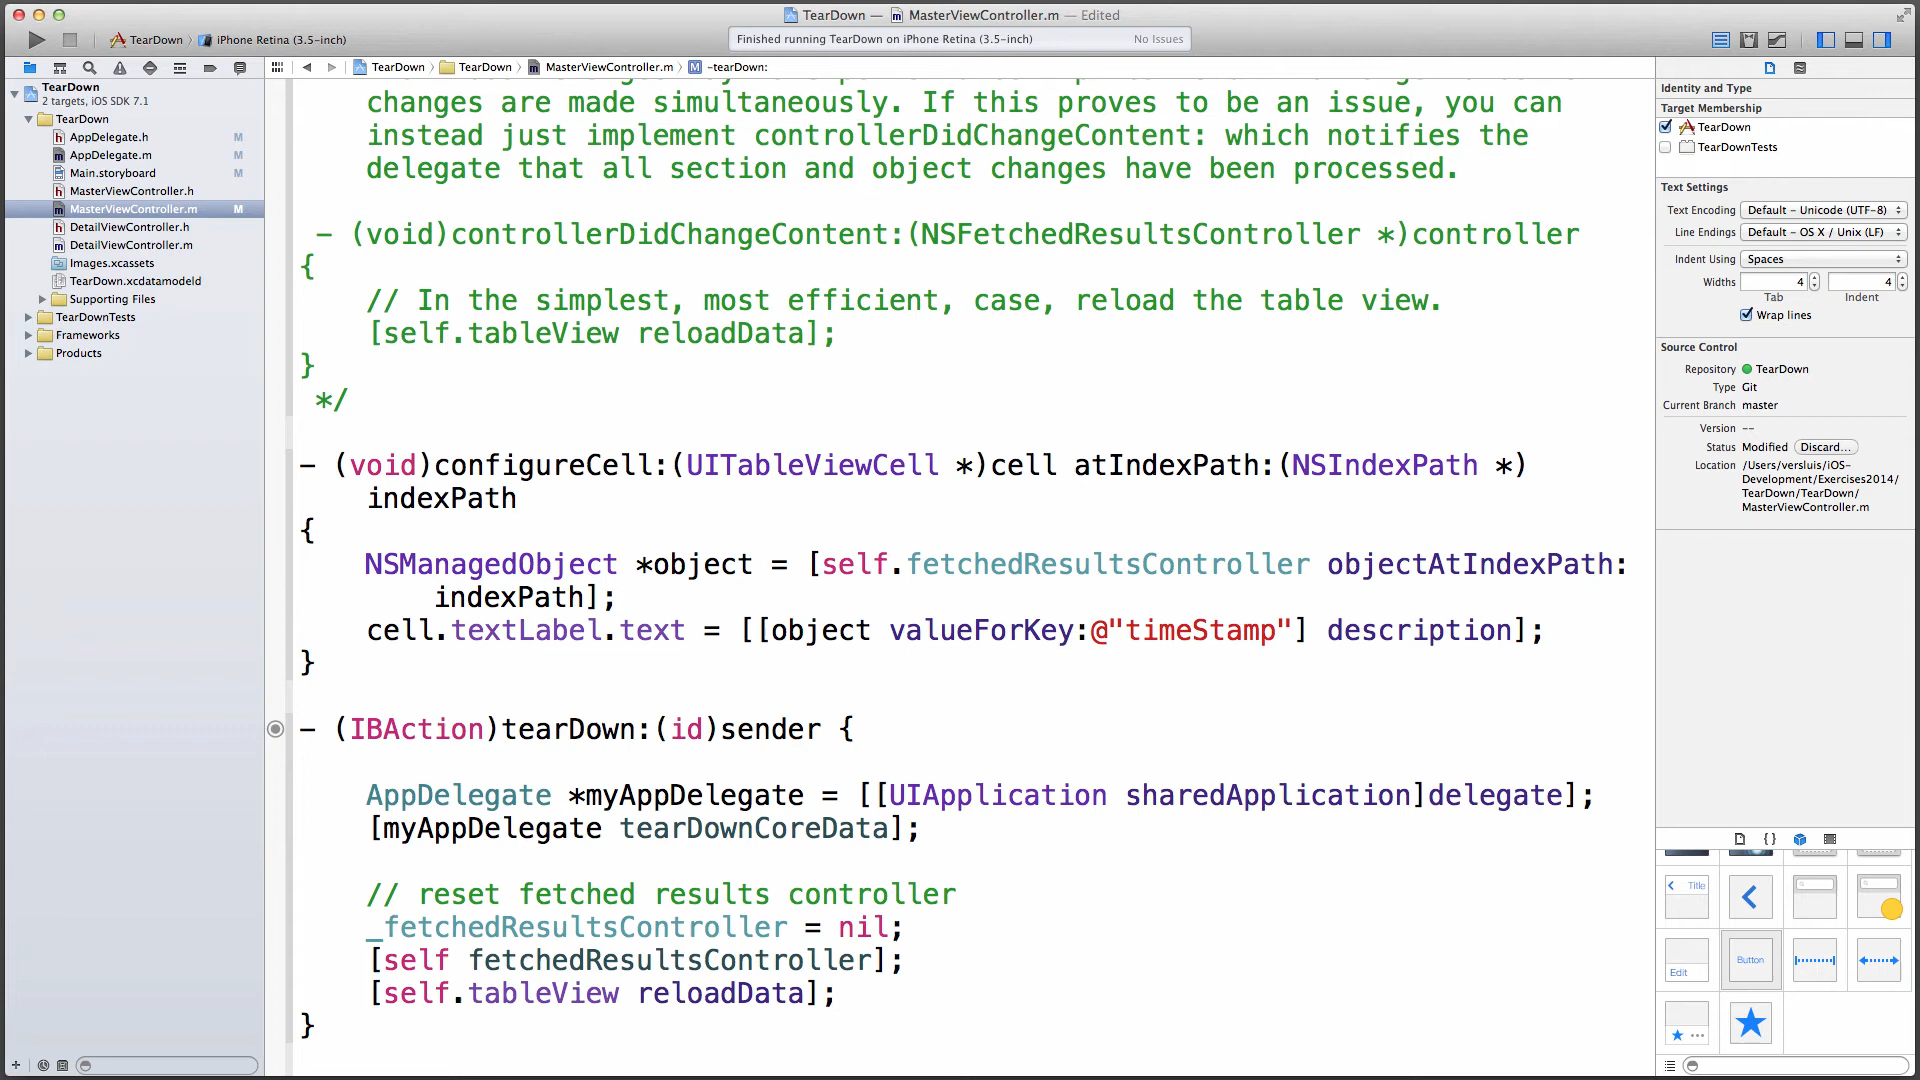 TearDown — MasterViewController.m — Edited
TearDown
iPhone Retina (3.5-inch)
Finished running TearDown on iPhone Retina (3.5-inch)
No Issues
TearDown
TearDown
MasterViewController.m
M
-tearDown:
TearDown
2 targets, iOS SDK 7.1
TearDown
AppDelegate.h M
AppDelegate.m M
Main.storyboard M
MasterViewController.h
MasterViewController.m M
DetailViewController.h
DetailViewController.m
Images.xcassets
TearDown.xcdatamodeld
Supporting Files
TearDownTests
Frameworks
Products
changes are made simultaneously. If this proves to be an issue, you can
instead just implement controllerDidChangeContent: which notifies the
delegate that all section and object changes have been processed.
- (void)controllerDidChangeContent:(NSFetchedResultsController *)controller
{
// In the simplest, most efficient, case, reload the table view.
[self.tableView reloadData];
}
*/
- (void)configureCell:(UITableViewCell *)cell atIndexPath:(NSIndexPath *)
indexPath
{
NSManagedObject *object = [self.fetchedResultsController objectAtIndexPath:
indexPath];
cell.textLabel.text = [[object valueForKey:@"timeStamp"] description];
}
- (IBAction)tearDown:(id)sender {
AppDelegate *myAppDelegate = [[UIApplication sharedApplication]delegate];
[myAppDelegate tearDownCoreData];
// reset fetched results controller
_fetchedResultsController = nil;
[self fetchedResultsController];
[self.tableView reloadData];
}
Identity and Type
Target Membership
TearDown
TearDownTests
Text Settings
Text Encoding Default - Unicode (UTF-8)
Line Endings Default - OS X / Unix (LF)
Indent Using Spaces
Widths 4 4
Tab Indent
Wrap lines
Source Control
Repository TearDown
Type Git
Current Branch master
Version --
Status Modified Discard...
Location /Users/versluis/iOS-
Development/Exercises2014/
TearDown/TearDown/
MasterViewController.m
{ }
Title
Edit
Button